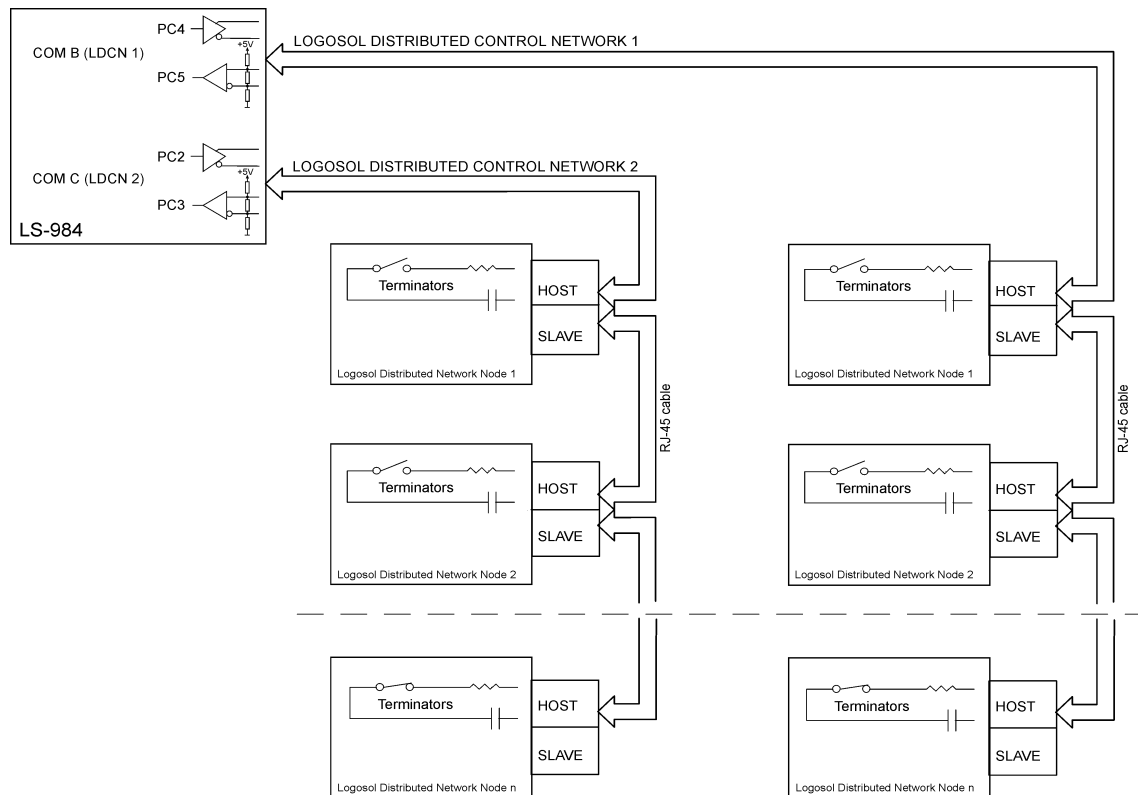 PC4
+5V
LOGOSOL DISTRIBUTED CONTROL NETWORK 1
COM B (LDCN 1)
PC5
PC2
+5V
LOGOSOL DISTRIBUTED CONTROL NETWORK 2
COM C (LDCN 2)
PC3
LS-984
Terminators
HOST
SLAVE
Logosol Distributed Network Node 1
Terminators
HOST
SLAVE
Logosol Distributed Network Node 1
RJ-45 cable
RJ-45 cable
Terminators
HOST
SLAVE
Logosol Distributed Network Node 2
Terminators
HOST
SLAVE
Logosol Distributed Network Node 2
Terminators
HOST
SLAVE
Logosol Distributed Network Node n
Terminators
HOST
SLAVE
Logosol Distributed Network Node n